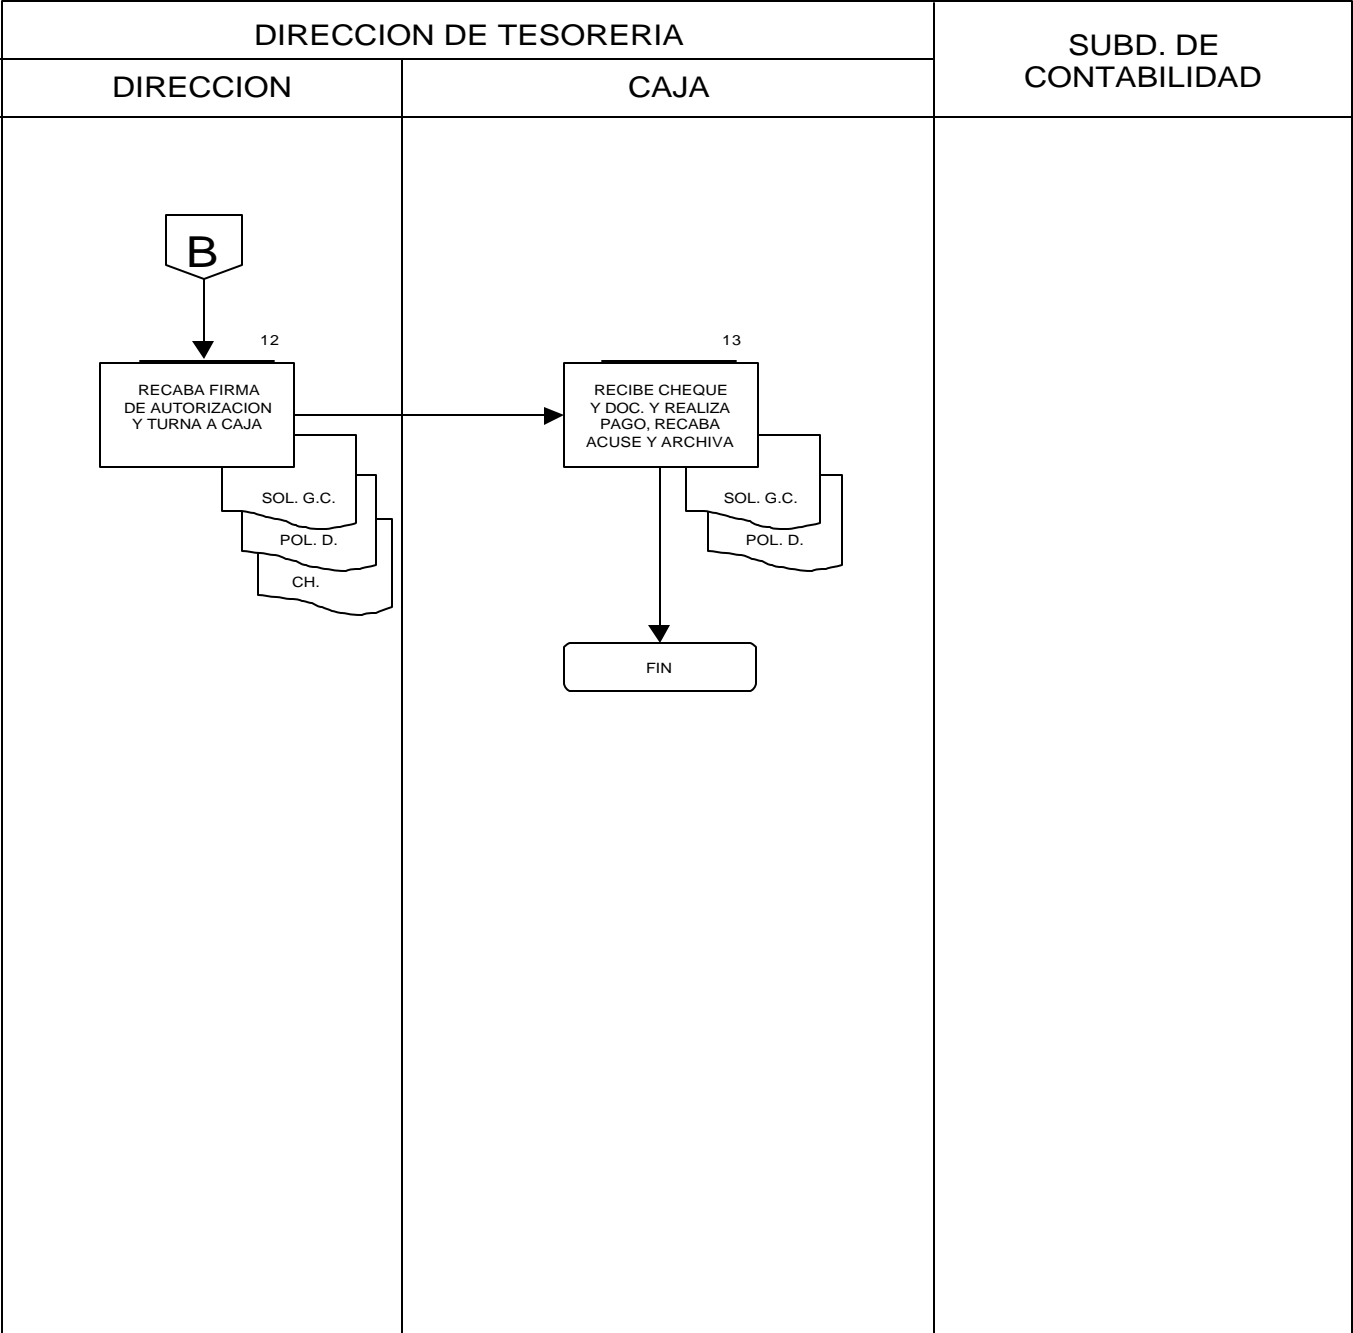 DIRECCION DE TESORERIA
SUBD. DE
CONTABILIDAD
DIRECCION
CAJA
B
12
RECABA FIRMA
DE AUTORIZACION
Y TURNA A CAJA
SOL. G.C.
POL. D.
CH.
13
RECIBE CHEQUE
Y DOC. Y REALIZA
PAGO, RECABA
ACUSE Y ARCHIVA
SOL. G.C.
POL. D.
FIN